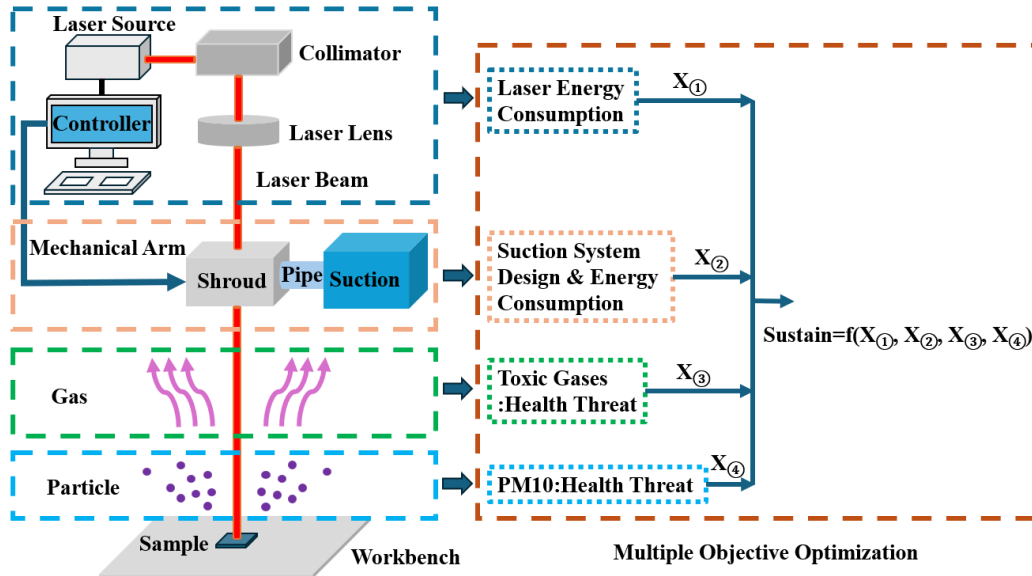 Laser Source
Collimator
Controller
Laser Lens
Laser Beam
Mechanical Arm
Shroud
Pipe
Suction
Gas
Particle
Sample
Workbench
Laser Energy
Consumption
X①
Suction System
Design & Energy
Consumption
X②
Sustain=f(X①, X②, X③, X④)
Toxic Gases
:Health Threat
X③
PM10:Health Threat
X④
Multiple Objective Optimization